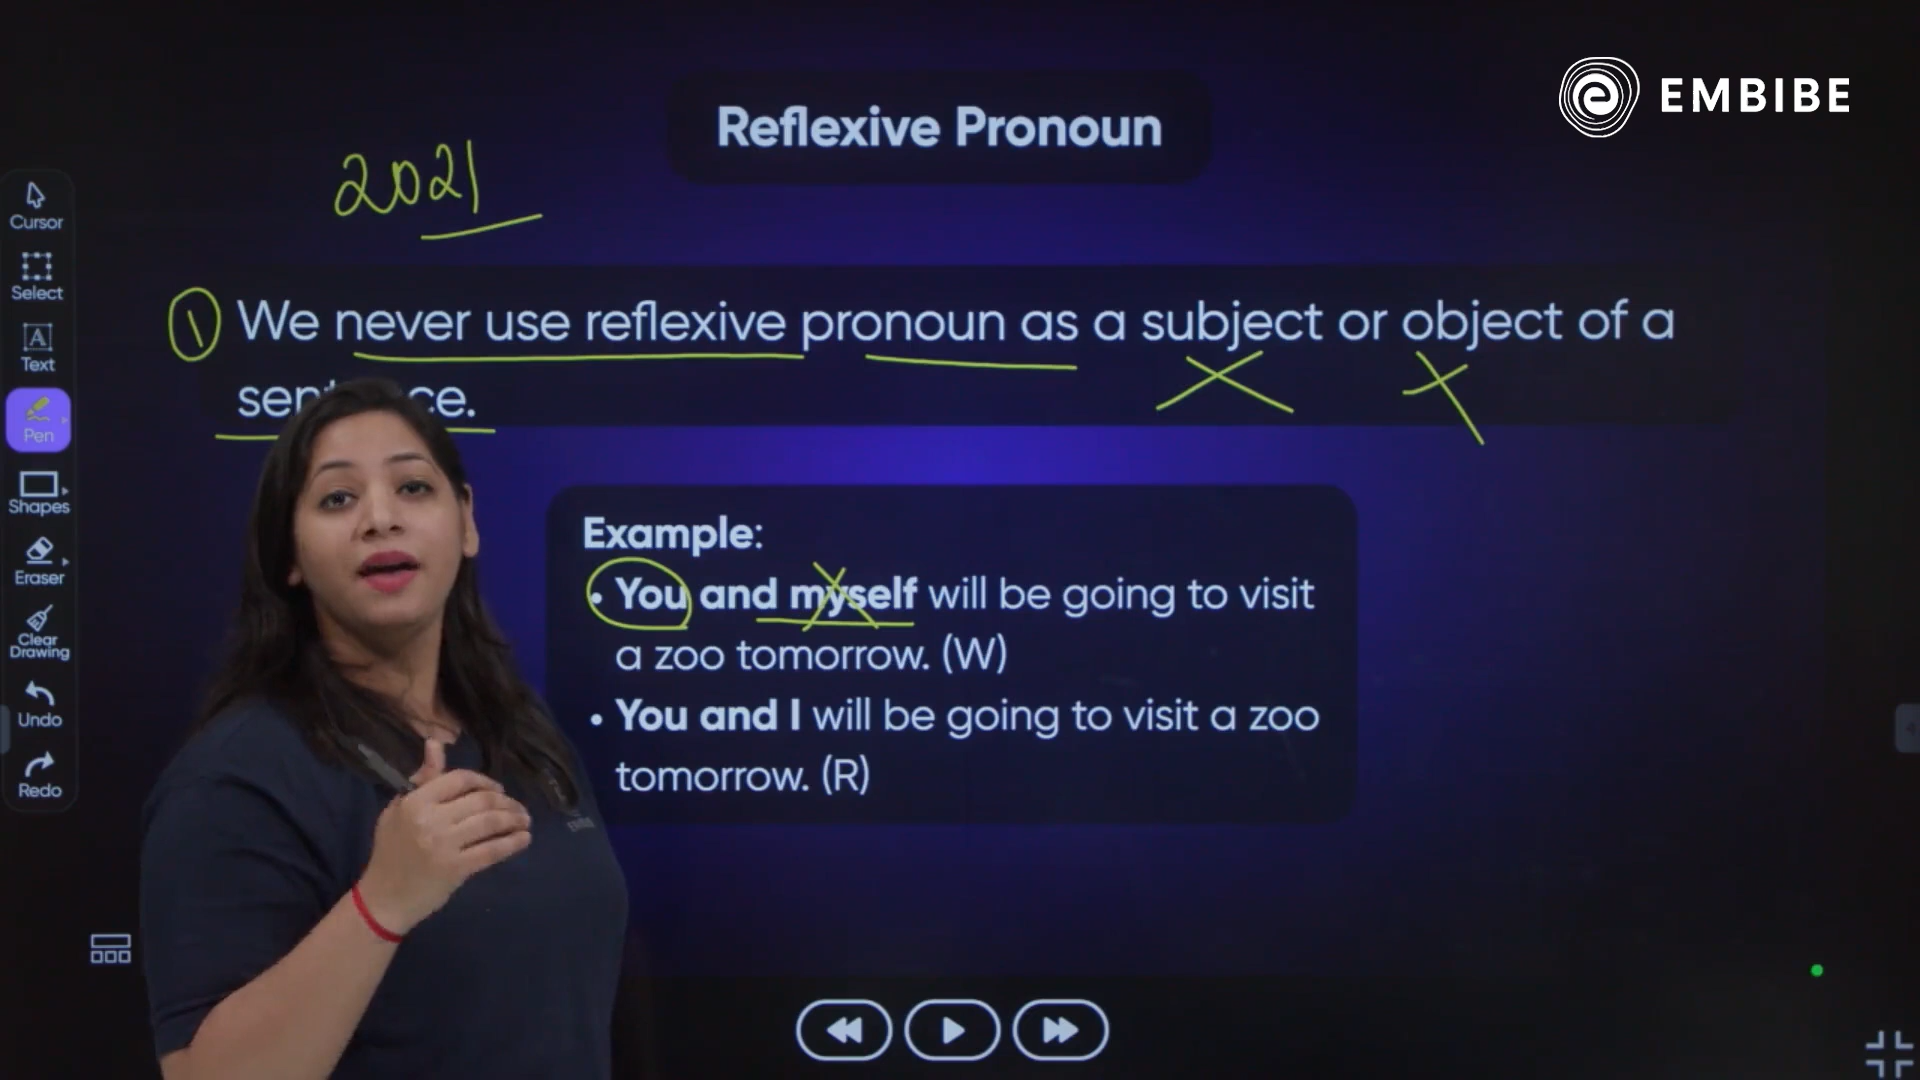 EMBIBE
Reflexive Pronoun
2021
Cursor
Select
Text
Pen
Shapes
Eraser
Clear
Drawing
Undo
Redo
1 We never use reflexive pronoun as a subject or object of a
Example:
• You and myself will be going to visit
a zoo tomorrow. (W)
• You and I will be going to visit a zoo
tomorrow. (R)